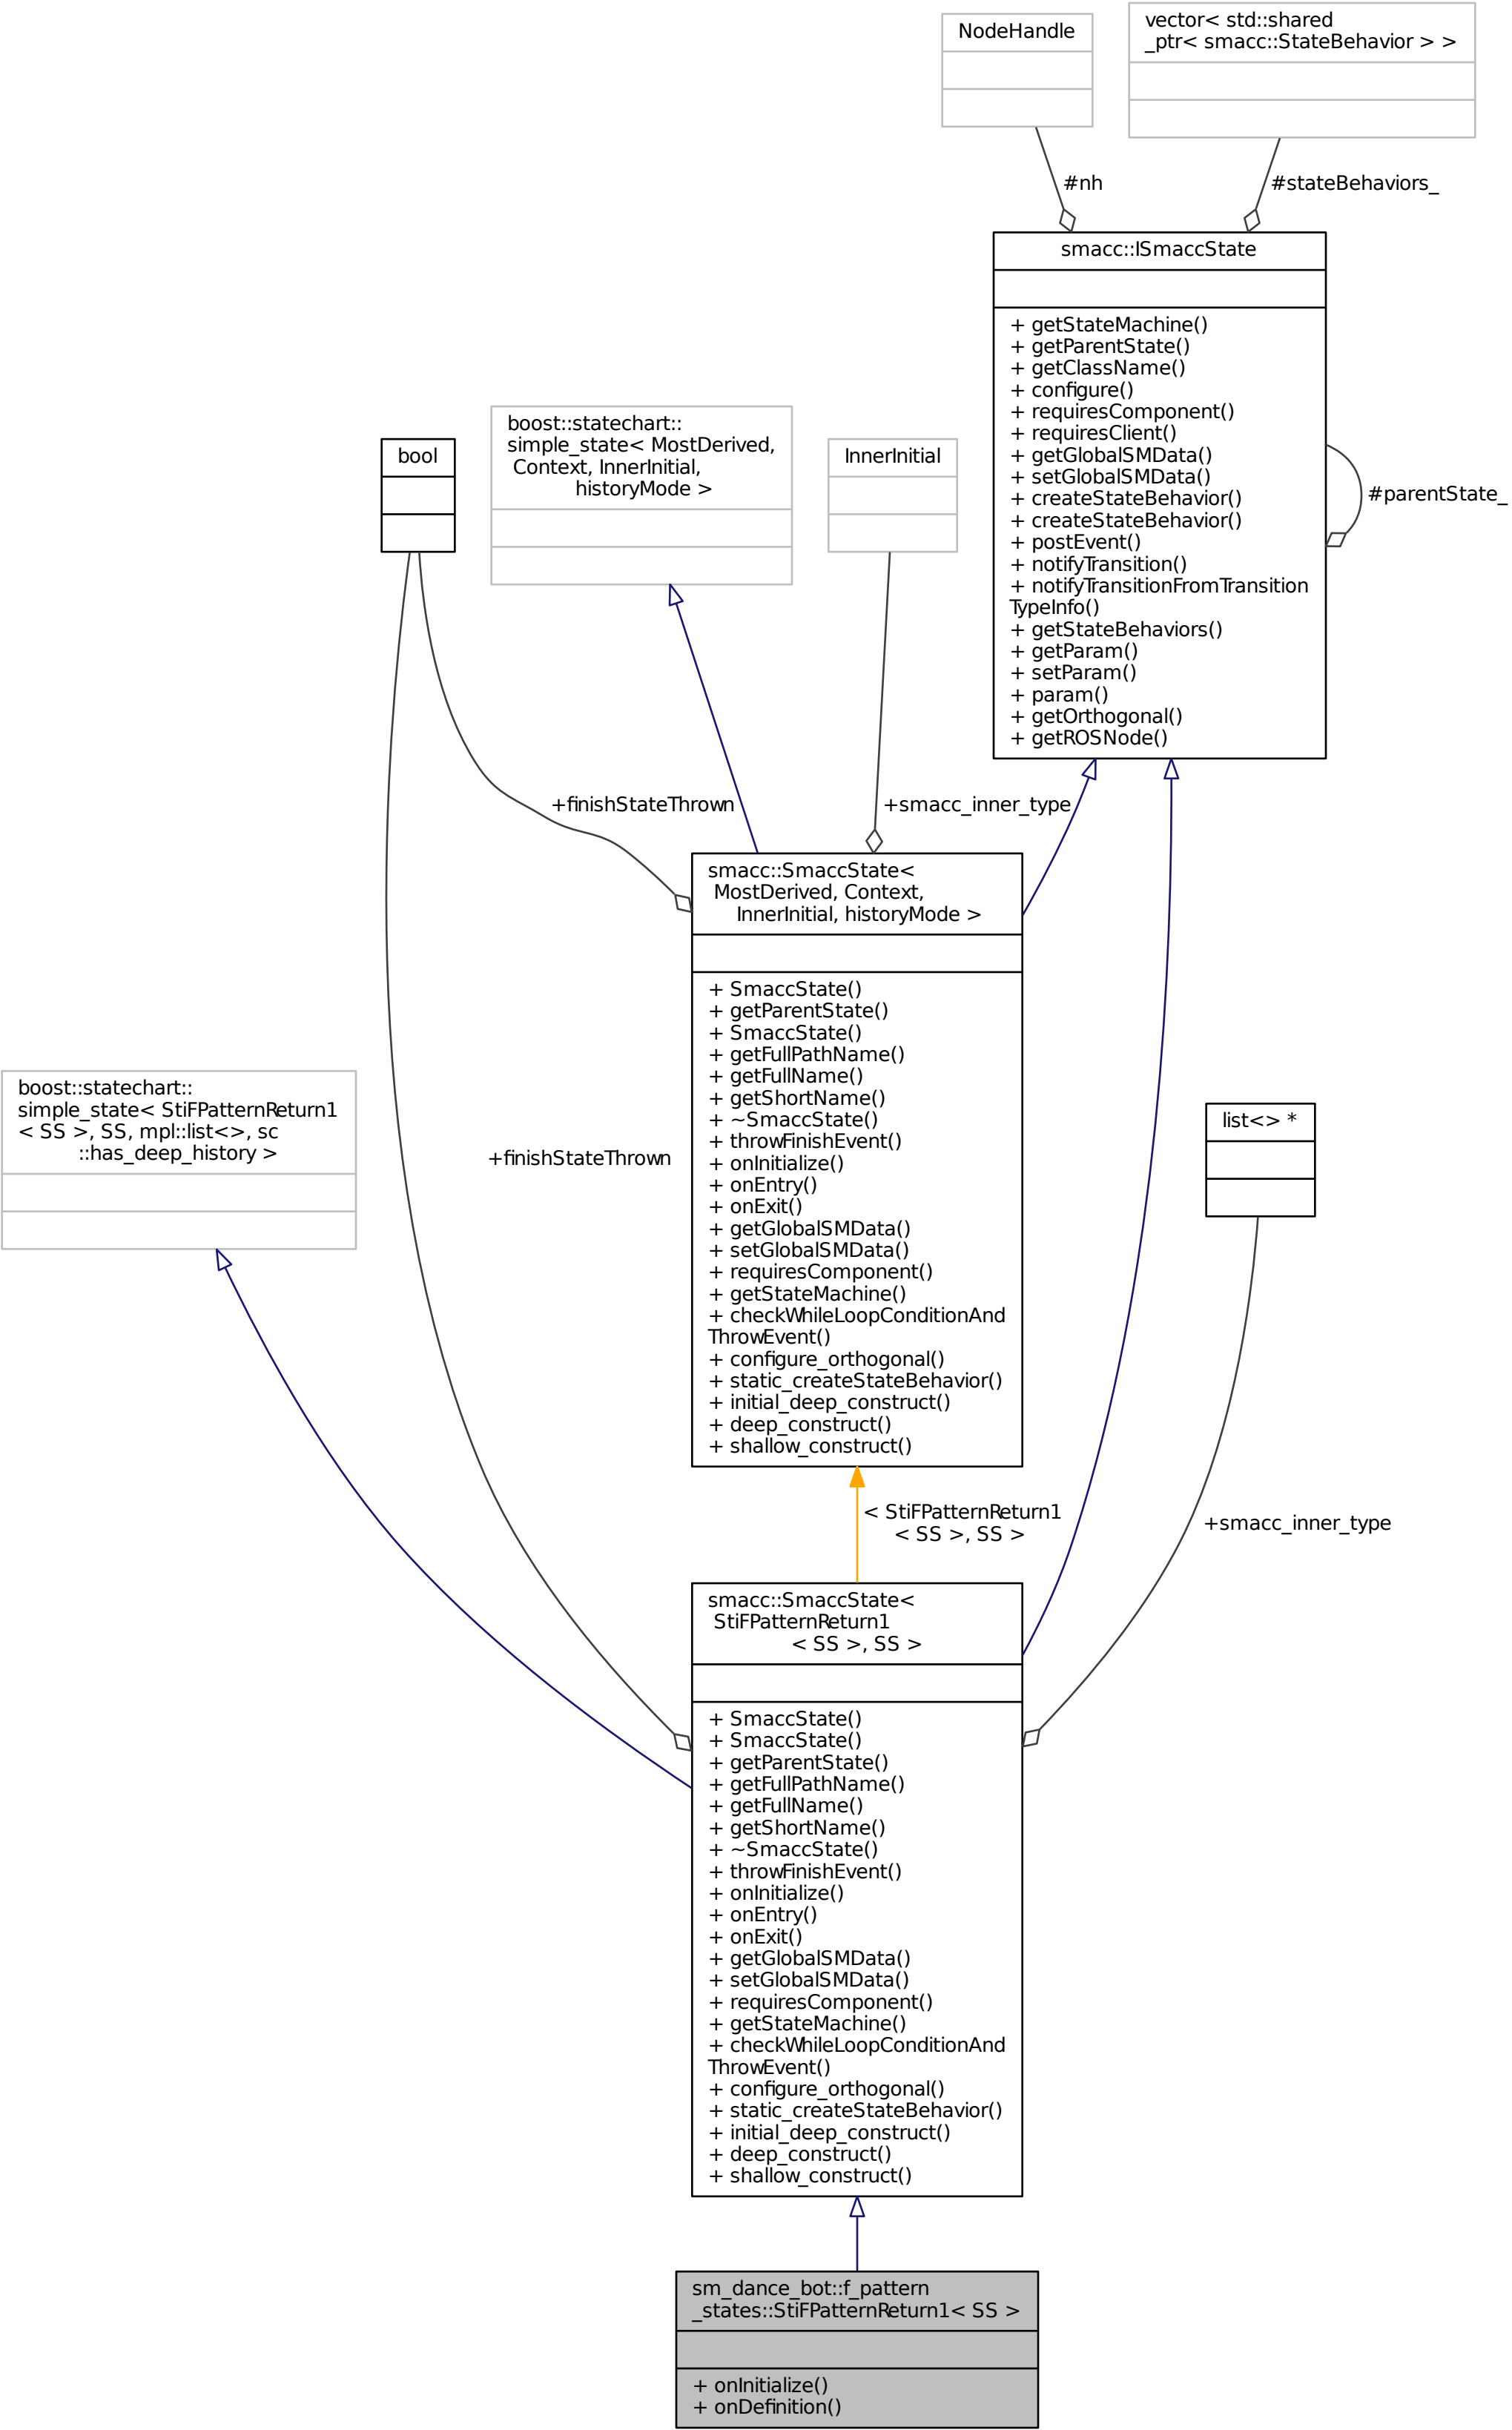 NodeHandle
vector< std::shared
_ptr< smacc::StateBehavior > >
#nh
#stateBehaviors_
smacc::ISmaccState
+ getStateMachine()
+ getParentState()
+ getClassName()
+ configure()
+ requiresComponent()
+ requiresClient()
+ getGlobalSMData()
+ setGlobalSMData()
+ createStateBehavior()
+ createStateBehavior()
+ postEvent()
+ notifyTransition()
+ notifyTransitionFromTransition
TypeInfo()
+ getStateBehaviors()
+ getParam()
+ setParam()
+ param()
+ getOrthogonal()
+ getROSNode()
#parentState_
bool
boost::statechart::
simple_state< MostDerived,
Context, InnerInitial,
historyMode >
InnerInitial
+finishStateThrown
+smacc_inner_type
smacc::SmaccState<
MostDerived, Context,
InnerInitial, historyMode >
+ SmaccState()
+ getParentState()
+ SmaccState()
+ getFullPathName()
+ getFullName()
+ getShortName()
+ ~SmaccState()
+ throwFinishEvent()
+ onInitialize()
+ onEntry()
+ onExit()
+ getGlobalSMData()
+ setGlobalSMData()
+ requiresComponent()
+ getStateMachine()
+ checkWhileLoopConditionAnd
ThrowEvent()
+ configure_orthogonal()
+ static_createStateBehavior()
+ initial_deep_construct()
+ deep_construct()
+ shallow_construct()
boost::statechart::
simple_state< StiFPatternReturn1
< SS >, SS, mpl::list<>, sc
::has_deep_history >
+finishStateThrown
list<> *
< StiFPatternReturn1
< SS >, SS >
+smacc_inner_type
smacc::SmaccState<
StiFPatternReturn1
< SS >, SS >
+ SmaccState()
+ SmaccState()
+ getParentState()
+ getFullPathName()
+ getFullName()
+ getShortName()
+ ~SmaccState()
+ throwFinishEvent()
+ onInitialize()
+ onEntry()
+ onExit()
+ getGlobalSMData()
+ setGlobalSMData()
+ requiresComponent()
+ getStateMachine()
+ checkWhileLoopConditionAnd
ThrowEvent()
+ configure_orthogonal()
+ static_createStateBehavior()
+ initial_deep_construct()
+ deep_construct()
+ shallow_construct()
sm_dance_bot::f_pattern
_states::StiFPatternReturn1< SS >
+ onInitialize()
+ onDefinition()